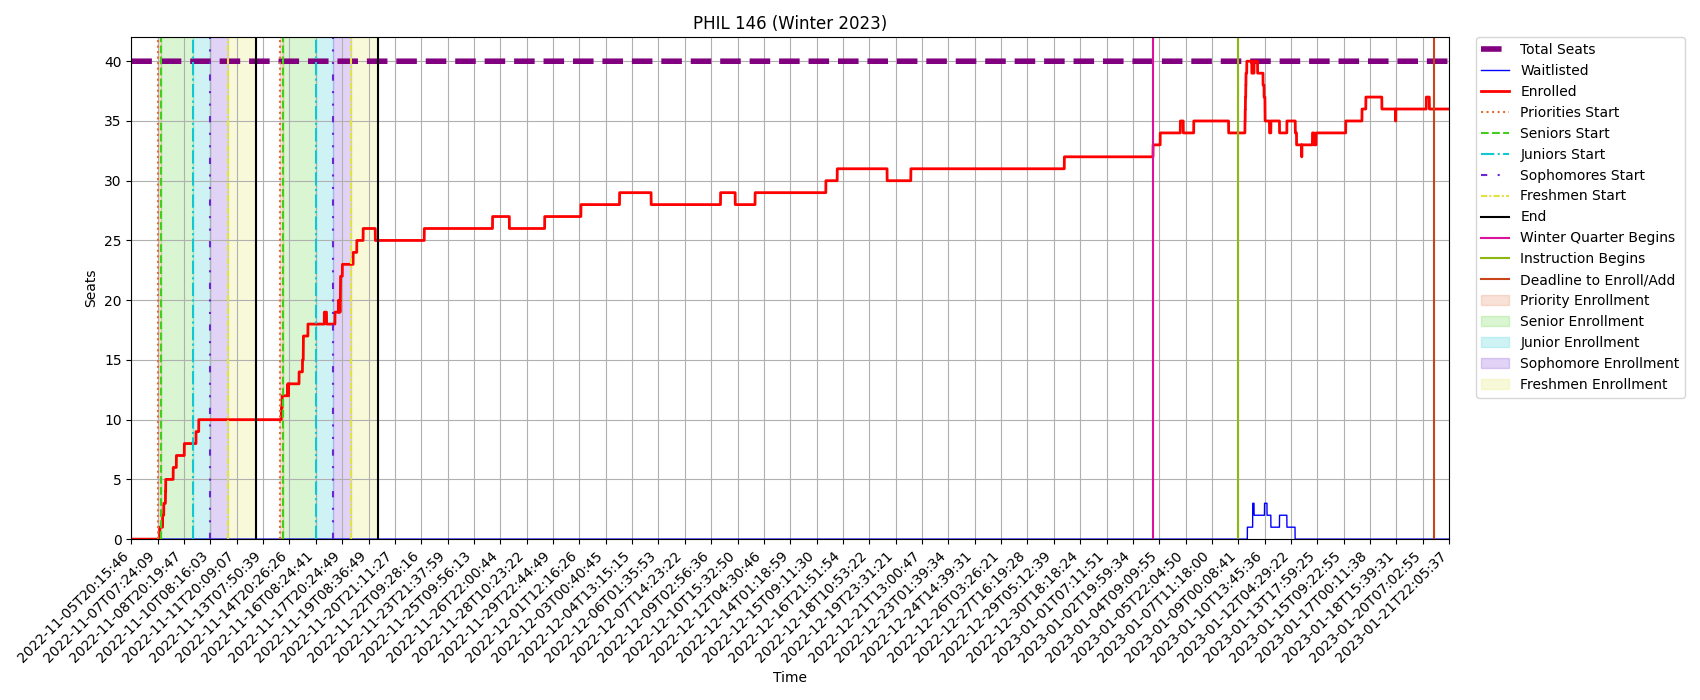 PHIL 146 (Winter 2023)
Seats
40
35
30
25
20
15
10
5
0
2022-11-05T20:15:46
2022-11-07T07:24:09
2022-11-08T20:19:47
2022-11-10T08:16:03
2022-11-11T20:09:07
2022-11-13T07:50:39
2022-11-14T20:26:26
2022-11-16T08:24:41
2022-11-17T20:24:49
2022-11-19T08:36:49
2022-11-20T21:11:27
2022-11-22T09:28:16
2022-11-23T21:37:59
2022-11-25T09:56:13
2022-11-26T22:00:44
2022-11-28T10:23:22
2022-11-29T22:44:49
2022-12-01T12:16:26
2022-12-03T00:40:45
2022-12-04T13:15:15
2022-12-06T01:35:53
2022-12-07T14:23:22
2022-12-09T02:56:36
2022-12-10T15:32:50
2022-12-12T04:30:46
2022-12-14T01:18:59
2022-12-15T09:11:30
2022-12-16T21:51:54
2022-12-18T10:53:22
2022-12-19T23:31:21
2022-12-21T13:00:47
2022-12-23T01:39:34
2022-12-24T14:39:31
2022-12-26T03:26:21
2022-12-27T16:19:28
2022-12-29T05:12:39
2022-12-30T18:18:24
2023-01-01T07:11:51
2023-01-02T19:59:34
2023-01-04T09:09:55
2023-01-05T22:04:50
2023-01-07T11:18:00
2023-01-09T00:08:41
2023-01-10T13:45:36
2023-01-12T04:29:22
2023-01-13T17:59:25
2023-01-15T09:22:55
2023-01-17T00:11:38
2023-01-18T15:39:31
2023-01-20T07:02:55
2023-01-21T22:05:37
Time
Total Seats
Waitlisted
Enrolled
Priorities Start
Seniors Start
Juniors Start
Sophomores Start
Freshmen Start
End
Winter Quarter Begins
Instruction Begins
Deadline to Enroll/Add
Priority Enrollment
Senior Enrollment
Junior Enrollment
Sophomore Enrollment
Freshmen Enrollment